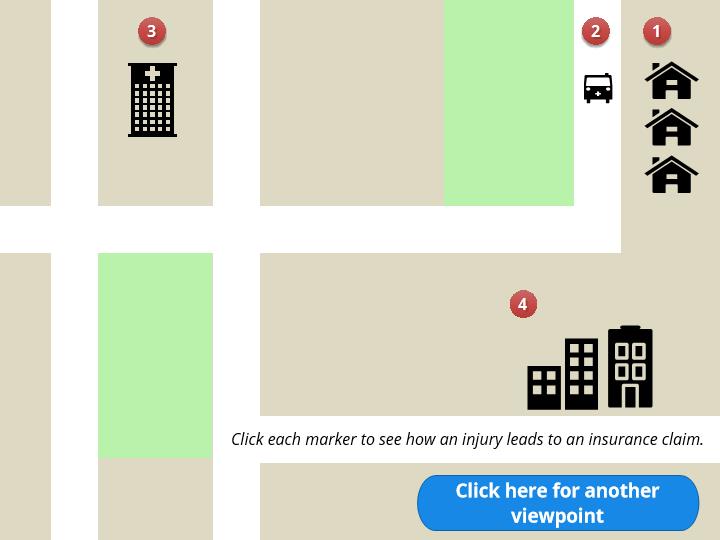 3
2
1
4
Click each marker to see how an injury leads to an insurance claim.
Click here for another
viewpoint